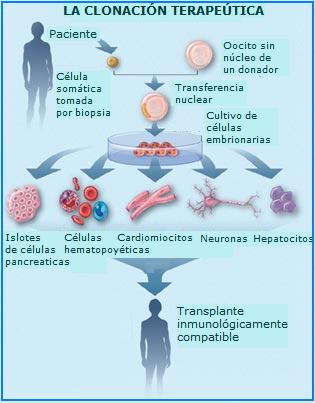 LA CLONACIÓN TERAPEÚTICA
Paciente
Oocito sin
núcleo de
un donador
Célula
somática
tomada
por biopsia
Transferencia
nuclear
Cultivo de
células
embrionarias
Islotes
de células
pancreaticas
Células
hematopoyéticas
Cardiomiocitos
Neuronas
Hepatocitos
Transplante
inmunológicamente
compatible